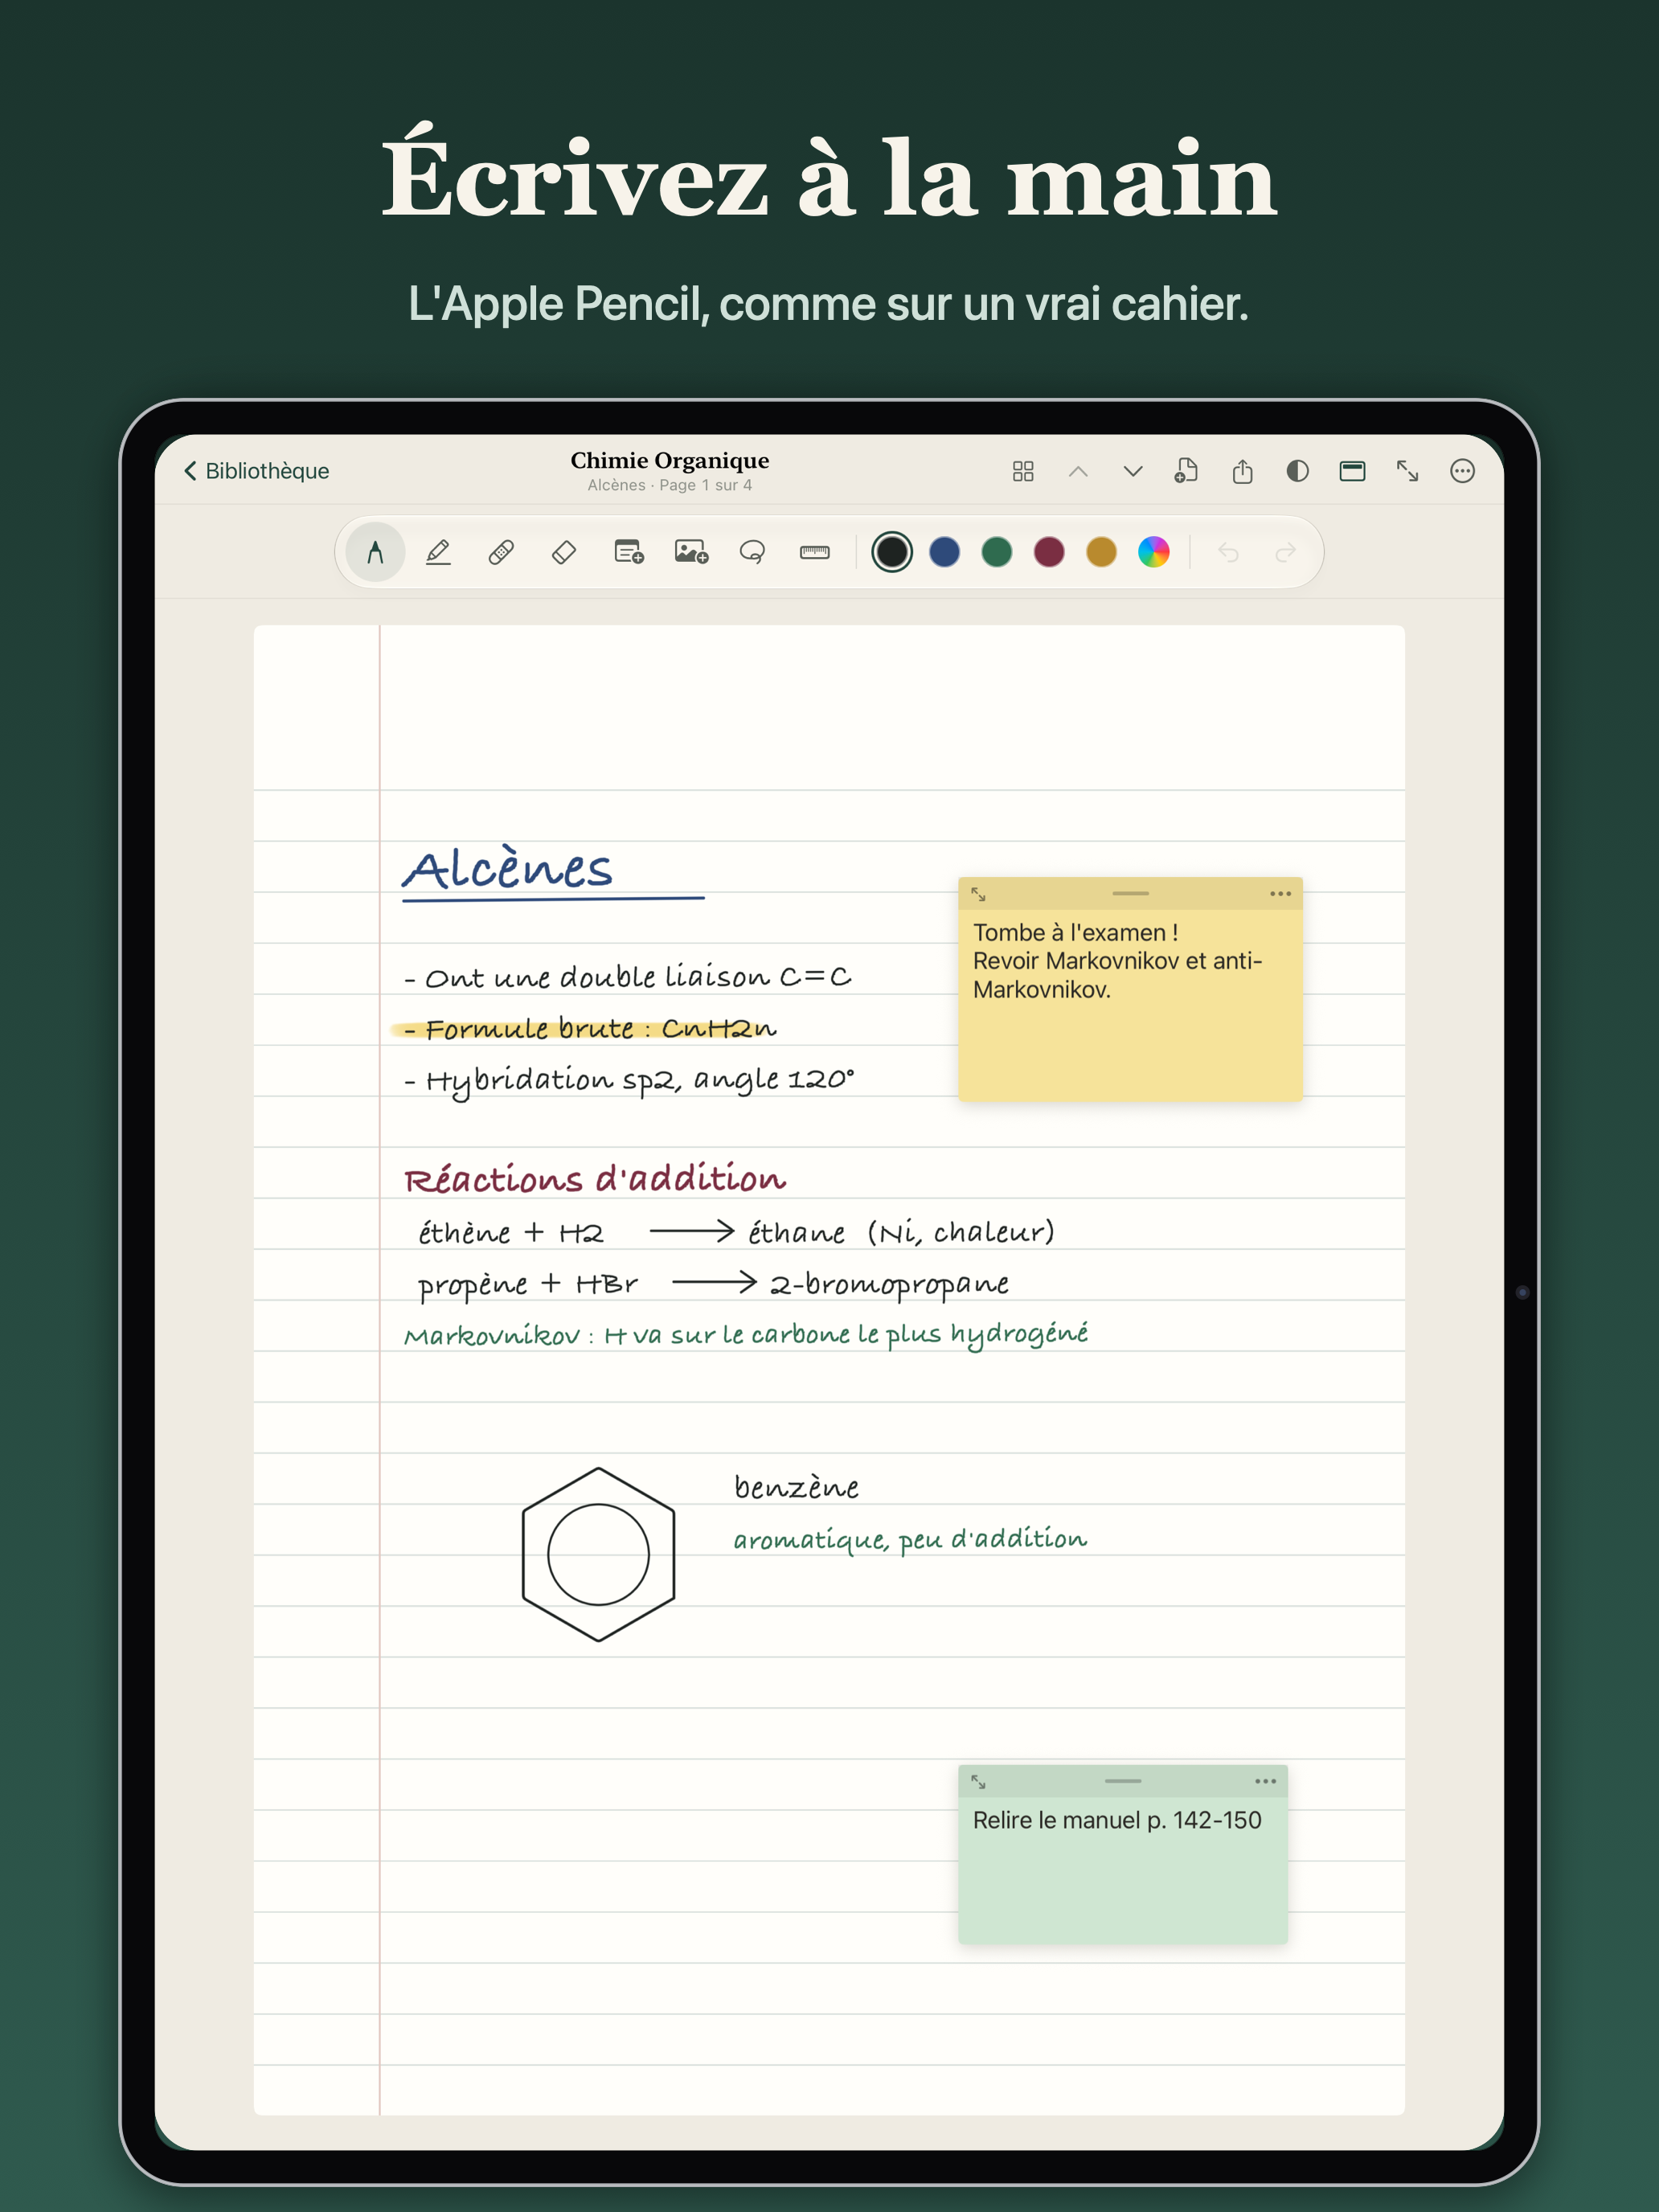 Écrivez à la main
L'Apple Pencil, comme sur un vrai cahier.
Bibliothèque
Chimie Organique
Alcènes · Page 1 sur 4
Alcènes
- Ont une double liaison C=C
- Formule brute : CnH2n
- Hybridation sp2, angle 120°
Tombe à l'examen !
Revoir Markovnikov et anti-
Markovnikov.
Réactions d'addition
éthène + H2 ⟶ éthane (Ni, chaleur)
propène + HBr ⟶ 2-bromopropane
Markovnikov : H va sur le carbone le plus hydrogéné
benzène
aromatique, peu d'addition
Relire le manuel p. 142-150